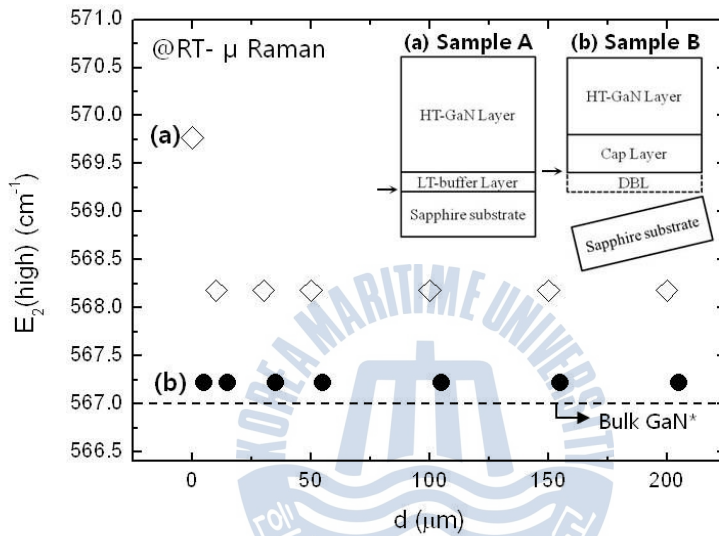 @RT- μ Raman
(a) Sample A
(b) Sample B
HT-GaN Layer
LT-buffer Layer
Sapphire substrate
HT-GaN Layer
Cap Layer
DBL
Sapphire substrate
(a)
(b)
Bulk GaN*
E₂(high) (cm⁻¹)
571.0
570.5
570.0
569.5
569.0
568.5
568.0
567.5
567.0
566.5
0
50
100
150
200
d (μm)
KOREA MARITIME UNIVERSITY